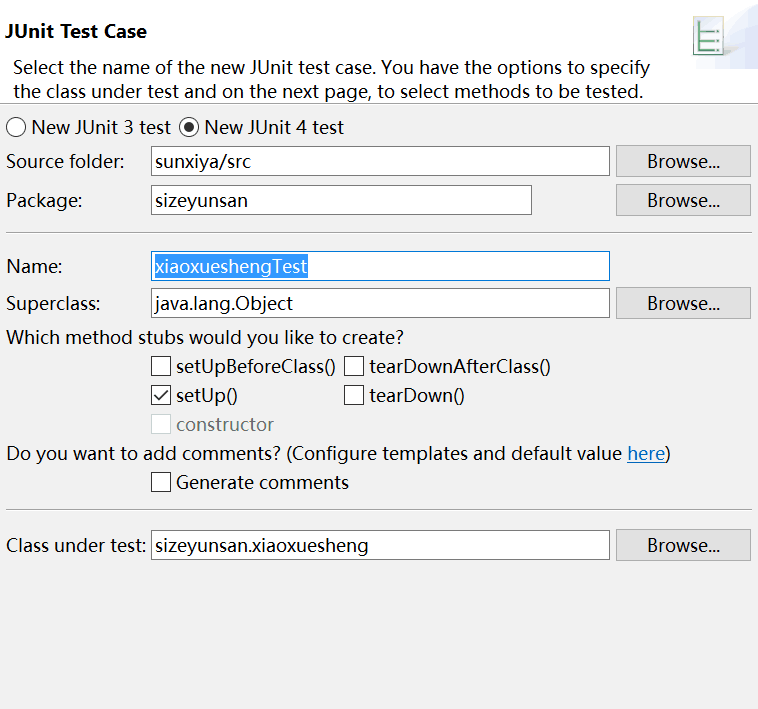 JUnit Test Case
Select the name of the new JUnit test case. You have the options to specify
the class under test and on the next page, to select methods to be tested.
New JUnit 3 test New JUnit 4 test
Source folder: sunxiya/src Browse...
Package: sizeyunsan Browse...
Name: xiaoxueshengTest
Superclass: java.lang.Object Browse...
Which method stubs would you like to create?
setUpBeforeClass() tearDownAfterClass()
setUp() tearDown()
constructor
Do you want to add comments? (Configure templates and default value here)
Generate comments
Class under test: sizeyunsan.xiaoxuesheng Browse...